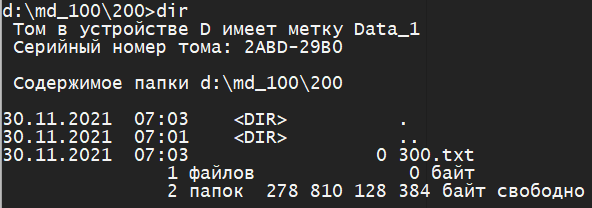 d:\md_100\200>dir
Том в устройстве D имеет метку Data_1
Серийный номер тома: 2ABD-29B0
Содержимое папки d:\md_100\200
30.11.2021  07:03    <DIR>          .
30.11.2021  07:01    <DIR>          ..
30.11.2021  07:03                 0 300.txt
1 файлов              0 байт
2 папок  278 810 128 384 байт свободно